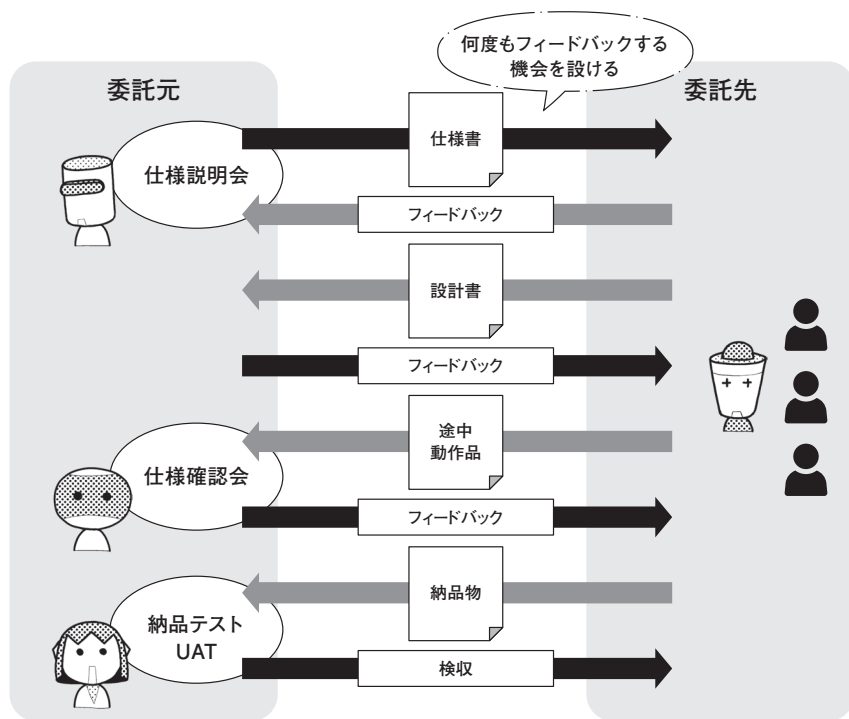 何度もフィードバックする
機会を設ける
委託元
委託先
仕様書
仕様説明会
フィードバック
設計書
フィードバック
途中
動作品
仕様確認会
フィードバック
納品物
納品テスト
UAT
検収